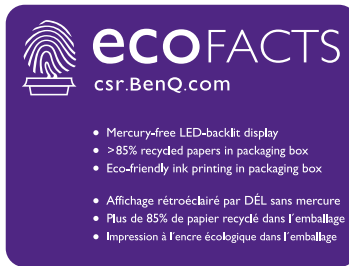 ecoFACTS
csr.BenQ.com
• Mercury-free LED-backlit display
• >85% recycled papers in packaging box
• Eco-friendly ink printing in packaging box
• Affichage rétroéclairé par DÉL sans mercure
• Plus de 85% de papier recyclé dans l'emballage
• Impression à l'encre écologique dans l'emballage